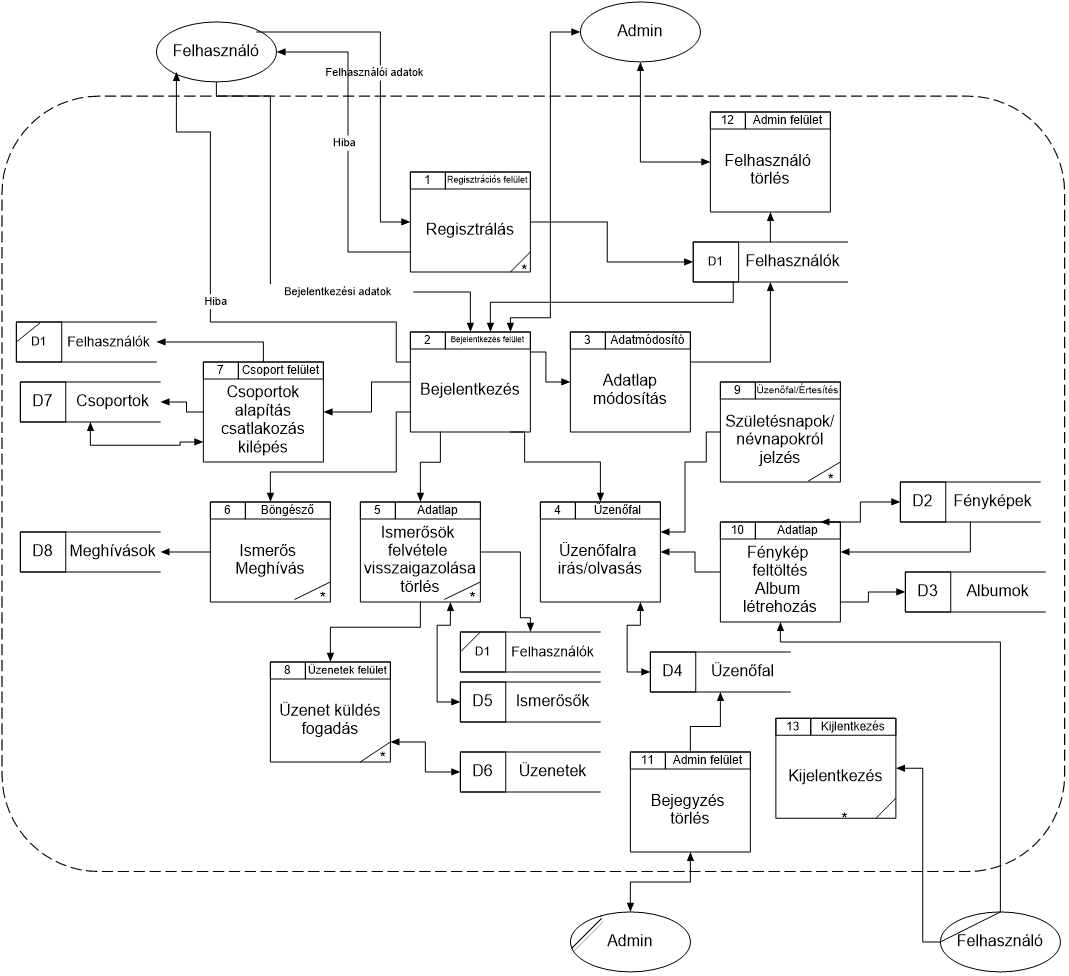 Felhasználó
Admin
Felhasználói adatok
Hiba
12 Admin felület
Felhasználó
törlés
1 Regisztrációs felület
Regisztrálás
*
D1 Felhasználók
Bejelentkezési adatok
Hiba
D1 Felhasználók
2 Bejelentkezés felület
Bejelentkezés
3 Adatmódosító
Adatlap
módosítás
7 Csoport felület
Csoportok
alapítás
csatlakozás
kilépés
D7 Csoportok
9 Üzenőfal/Értesítés
Születésnapok/
névnapokról
jelzés
*
6 Böngésző
Ismerős
Meghívás
*
5 Adatlap
Ismerősök
felvétele
visszaigazolása
törlés
*
4 Üzenőfal
Üzenőfalra
irás/olvasás
D2 Fényképek
10 Adatlap
Fénykép
feltöltés
Album
létrehozás
D8 Meghívások
D3 Albumok
D1 Felhasználók
8 Üzenetek felület
Üzenet küldés
fogadás
*
D4 Üzenőfal
D5 Ismerősök
13 Kijlentkezés
Kijelentkezés
*
D6 Üzenetek
11 Admin felület
Bejegyzés
törlés
Admin
Felhasználó